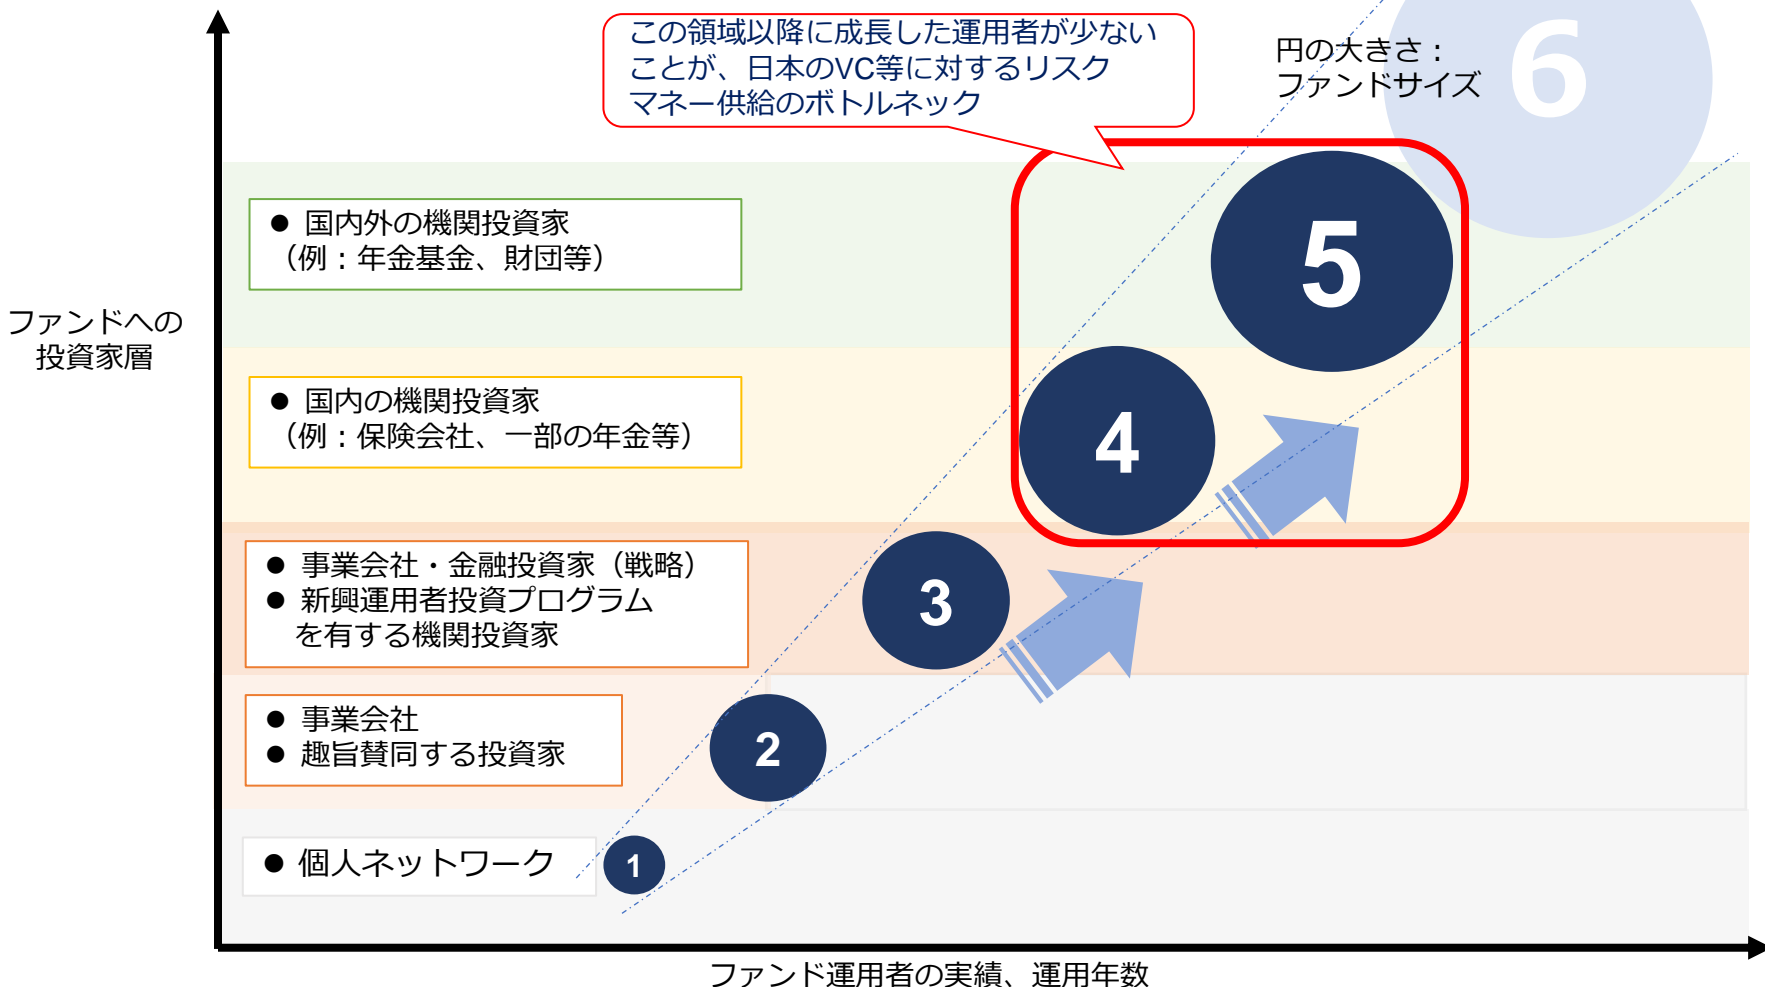 この領域以降に成長した運用者が少ない
ことが、日本のVC等に対するリスク
マネー供給のボトルネック
円の大きさ：
ファンドサイズ
6
● 国内外の機関投資家
（例：年金基金、財団等）
5
ファンドへの
投資家層
● 国内の機関投資家
（例：保険会社、一部の年金等）
4
● 事業会社・金融投資家（戦略）
● 新興運用者投資プログラム
を有する機関投資家
3
● 事業会社
● 趣旨賛同する投資家
2
● 個人ネットワーク
1
ファンド運用者の実績、運用年数